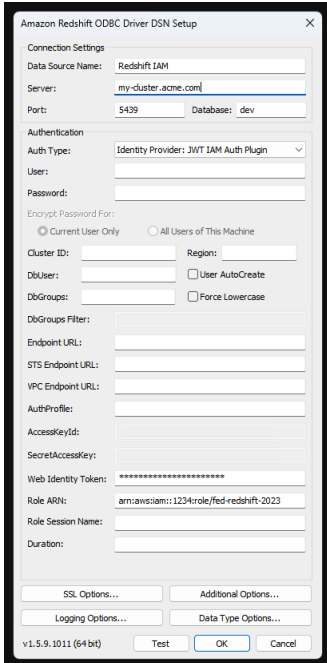 Amazon Redshift ODBC Driver DSN Setup
Connection Settings
Data Source Name: Redshift IAM
Server: my-cluster.acme.com
Port: 5439 Database: dev
Authentication
Auth Type: Identity Provider: JWT IAM Auth Plugin
User:
Password:
Encrypt Password For:
Current User Only All Users of This Machine
Cluster ID: Region:
DbUser: User AutoCreate
DbGroups: Force Lowercase
DbGroups Filter:
Endpoint URL:
STS Endpoint URL:
VPC Endpoint URL:
AuthProfile:
AccessKeyId:
SecretAccessKey:
Web Identity Token: **********************
Role ARN: arn:aws:iam::1234:role/fed-redshift-2023
Role Session Name:
Duration:
SSL Options... Additional Options...
Logging Options... Data Type Options...
v1.5.9.1011 (64 bit) Test OK Cancel